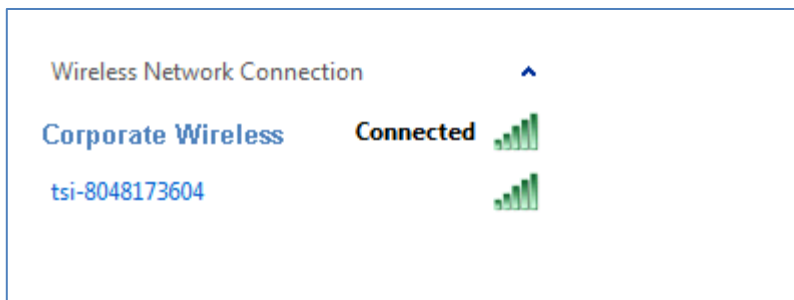 Wireless Network Connection
Corporate Wireless Connected
tsi-8048173604